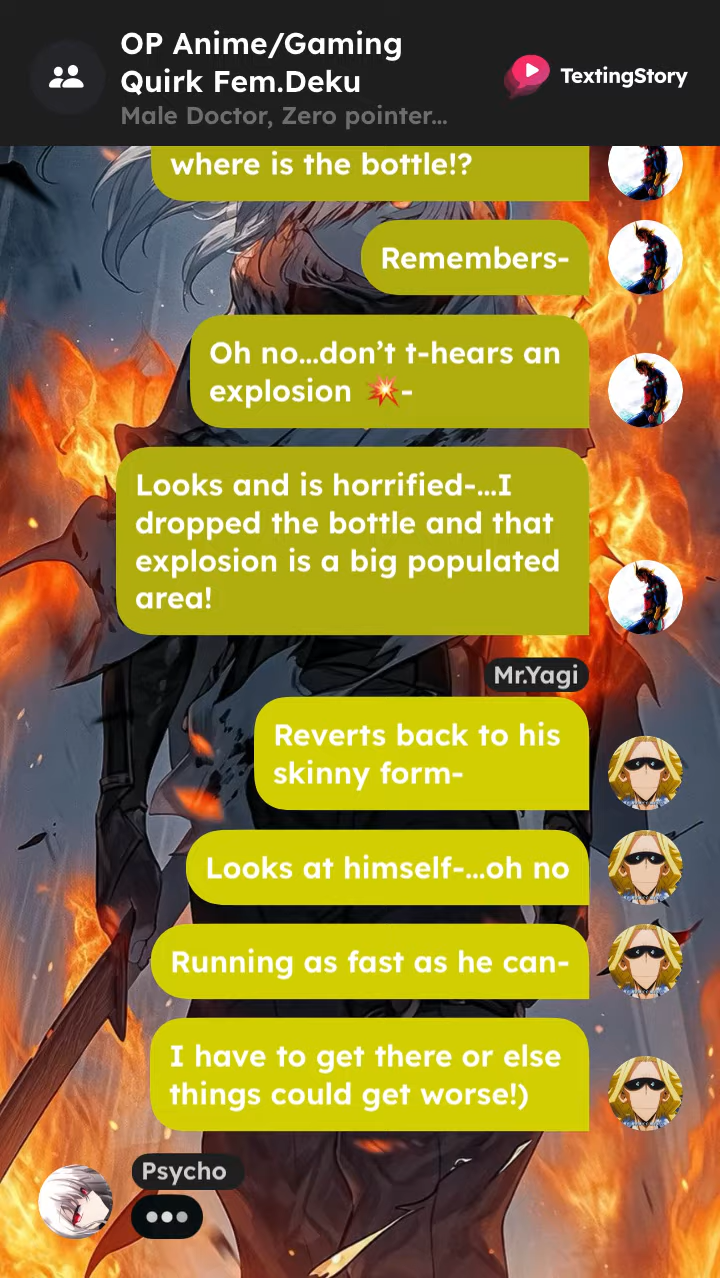 OP Anime/Gaming
Quirk Fem.Deku
Male Doctor, Zero pointer...
TextingStory
where is the bottle!?
Remembers-
Oh no...don’t t-hears an
explosion 💥-
Looks and is horrified-...I
dropped the bottle and that
explosion is a big populated
area!
Mr.Yagi
Reverts back to his
skinny form-
Looks at himself-...oh no
Running as fast as he can-
I have to get there or else
things could get worse!)
Psycho